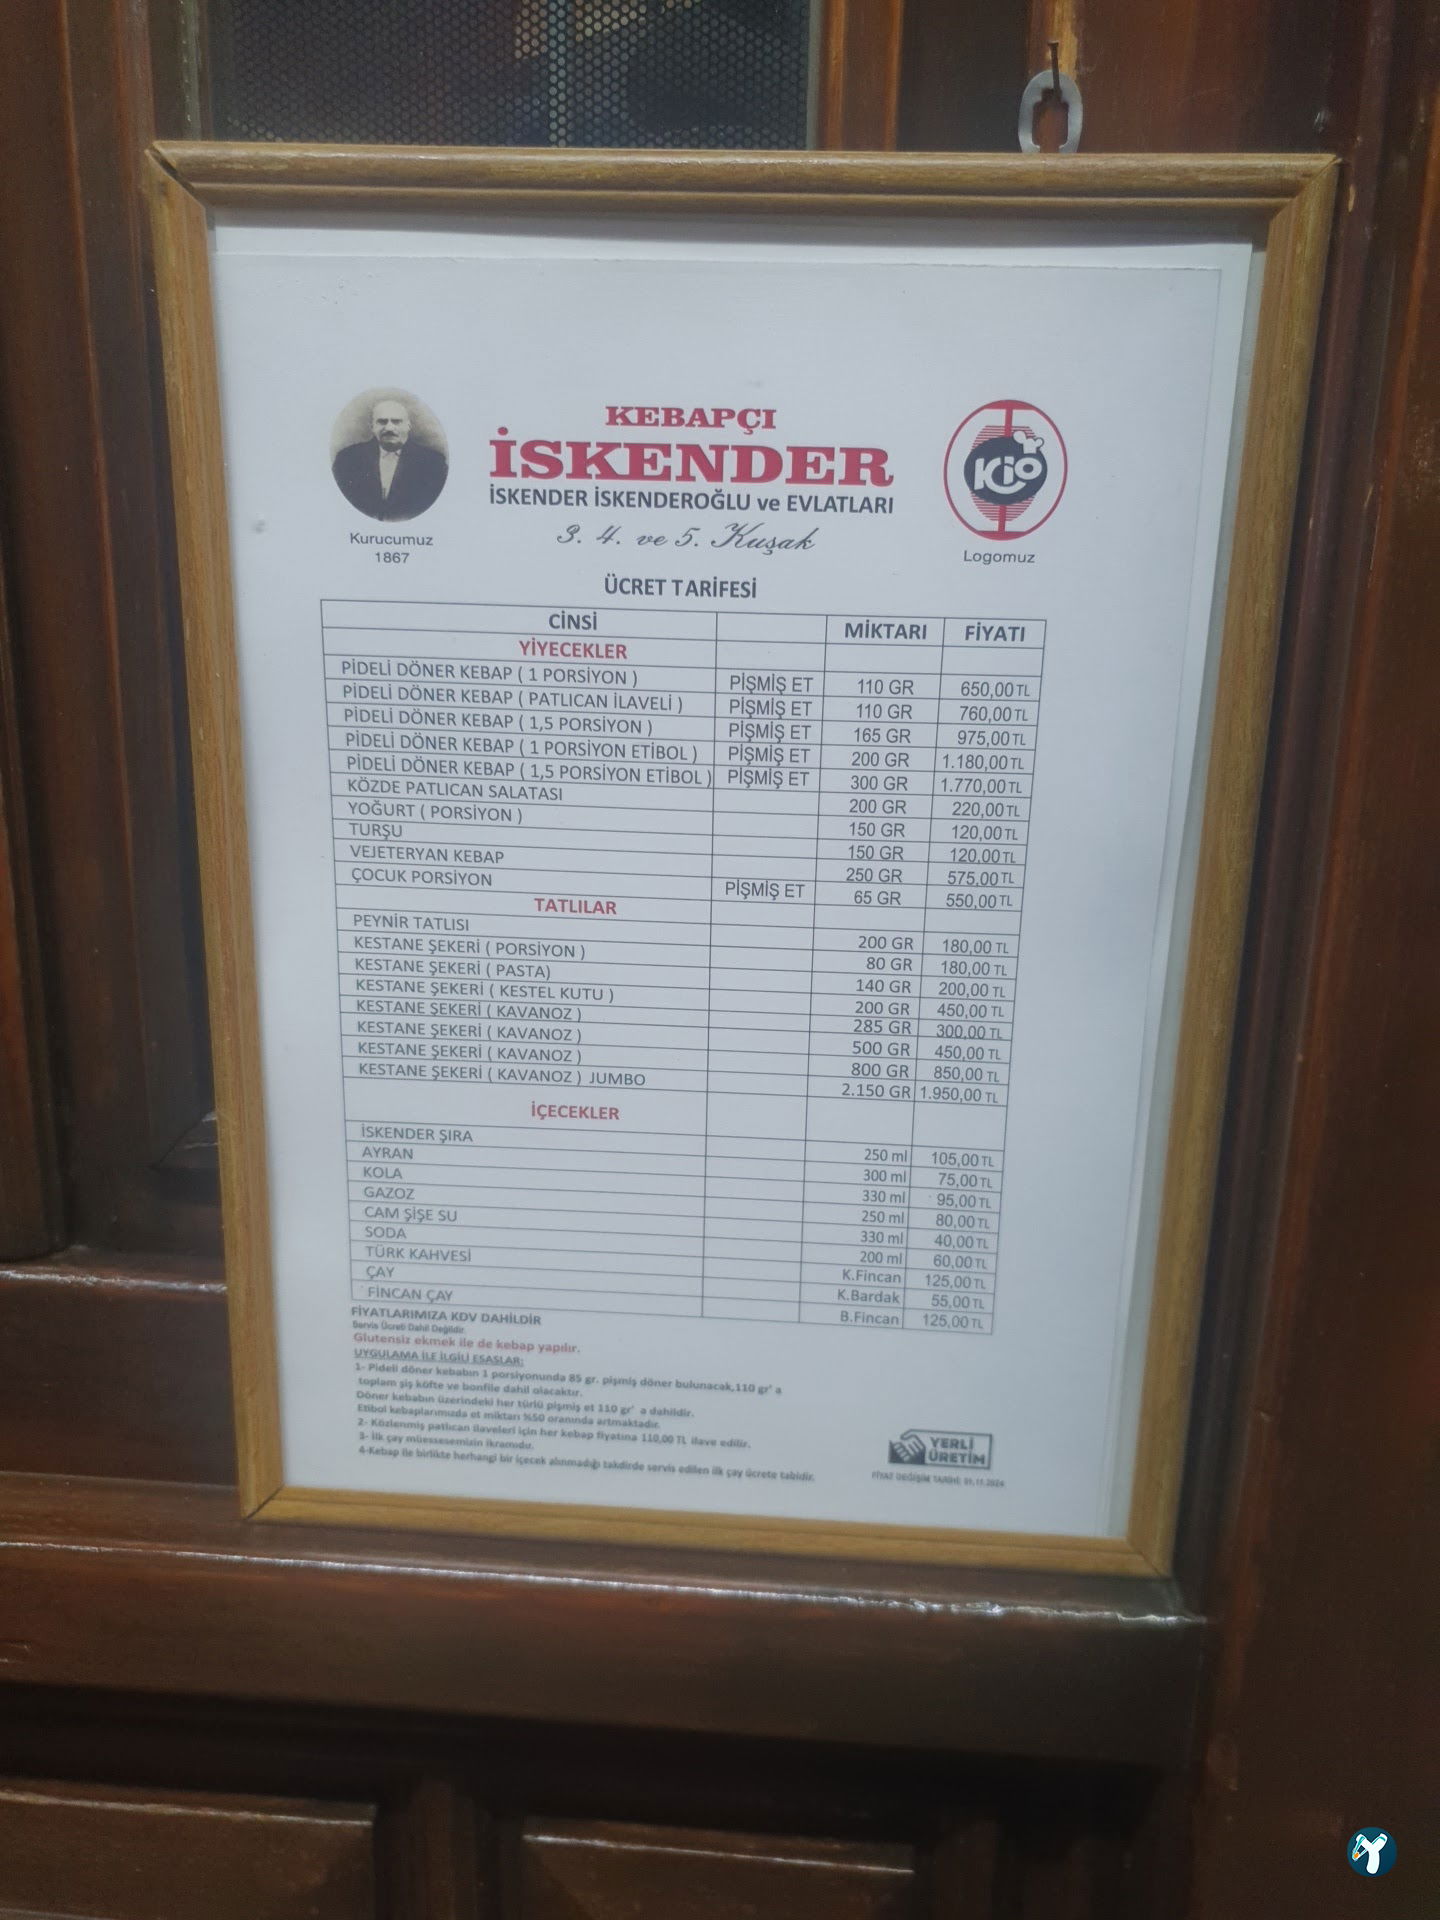 KEBAPÇI
İSKENDER
İSKENDER İSKENDEROĞLU ve EVLATLARI
3. 4. ve 5. Kuşak
Kurucumuz
1867
Kio
Logomuz
ÜCRET TARİFESİ
CİNSİ MİKTARI FİYATI
YİYECEKLER
PİDELİ DÖNER KEBAP ( 1 PORSİYON ) PİŞMİŞ ET 110 GR 650,00 TL
PİDELİ DÖNER KEBAP ( PATLICAN İLAVELİ ) PİŞMİŞ ET 110 GR 760,00 TL
PİDELİ DÖNER KEBAP ( 1,5 PORSİYON ) PİŞMİŞ ET 165 GR 975,00 TL
PİDELİ DÖNER KEBAP ( 1 PORSİYON ETİBOL ) PİŞMİŞ ET 200 GR 1.180,00 TL
PİDELİ DÖNER KEBAP ( 1,5 PORSİYON ETİBOL ) PİŞMİŞ ET 300 GR 1.770,00 TL
KÖZDE PATLICAN SALATASI 200 GR 220,00 TL
YOĞURT ( PORSİYON ) 150 GR 120,00 TL
TURŞU 150 GR 120,00 TL
VEJETERYAN KEBAP 250 GR 575,00 TL
ÇOCUK PORSİYON PİŞMİŞ ET 65 GR 550,00 TL
TATLILAR
PEYNİR TATLISI 200 GR 180,00 TL
KESTANE ŞEKERİ ( PORSİYON ) 80 GR 180,00 TL
KESTANE ŞEKERİ ( PASTA) 140 GR 200,00 TL
KESTANE ŞEKERİ ( KESTEL KUTU ) 200 GR 450,00 TL
KESTANE ŞEKERİ ( KAVANOZ ) 285 GR 300,00 TL
KESTANE ŞEKERİ ( KAVANOZ ) 500 GR 450,00 TL
KESTANE ŞEKERİ ( KAVANOZ ) 800 GR 850,00 TL
KESTANE ŞEKERİ ( KAVANOZ ) JUMBO 2.150 GR 1.950,00 TL
İÇECEKLER
İSKENDER ŞIRA 250 ml 105,00 TL
AYRAN 300 ml 75,00 TL
KOLA 330 ml 95,00 TL
GAZOZ 250 ml 80,00 TL
CAM ŞİŞE SU 330 ml 40,00 TL
SODA 200 ml 60,00 TL
TÜRK KAHVESİ K.Fincan 125,00 TL
ÇAY K.Bardak 55,00 TL
FİNCAN ÇAY B.Fincan 125,00 TL
FİYATLARIMIZA KDV DAHİLDİR
Servis Ücreti Dahil Değildir.
Glutensiz ekmek ile de kebap yapılır.
UYGULAMA İLE İLGİLİ ESASLAR:
1- Pideli döner kebabın 1 porsiyonunda 85 gr. pişmiş döner bulunacak,110 gr' a
toplam şiş köfte ve bonfile dahil olacaktır.
Döner kebabın üzerindeki her türlü pişmiş et 110 gr' a dahildir.
Etibol kebaplarımızda et miktarı %50 oranında artmaktadır.
2- Közlenmiş patlıcan ilaveleri için her kebap fiyatına 110,00 TL ilave edilir.
3- İlk çay müessesemizin ikramıdır.
4-Kebap ile birlikte herhangi bir içecek alınmadığı takdirde servis edilen ilk çay ücrete tabidir.
YERLİ
ÜRETİM
FİYAT DEĞİŞİM TARİHİ: 01.11.2024